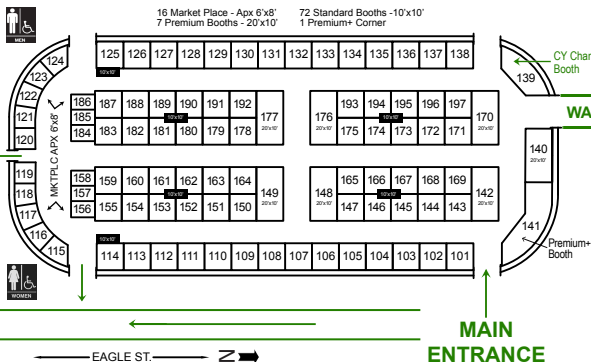 16 Market Place - Apx 6'x8' 72 Standard Booths -10'x10'
7 Premium Booths - 20'x10' 1 Premium+ Corner
MEN
125 126 127 128 129 130 131 132 133 134 135 136 137 138
10'x10'
124
123
122
121
120
139
CY Char
Booth
WA
MKTPLC APX 6'x8'
186 187 188 189 190 191 192
185
184 183 182 181 180 179 178
10'x10'
177
20'x10'
176
20'x10'
193 194 195 196 197
10'x10'
175 174 173 172 171
170
20'x10'
140
20'x10'
119
118
117
116
115
158 159 160 161 162 163 164
157
156 155 154 153 152 151 150
10'x10'
149
20'x10'
148
20'x10'
165 166 167 168 169
10'x10'
147 146 145 144 143
142
20'x10'
141
Premium+
Booth
10'x10'
114 113 112 111 110 109 108 107 106 105 104 103 102 101
WOMEN
MAIN
ENTRANCE
EAGLE ST. N